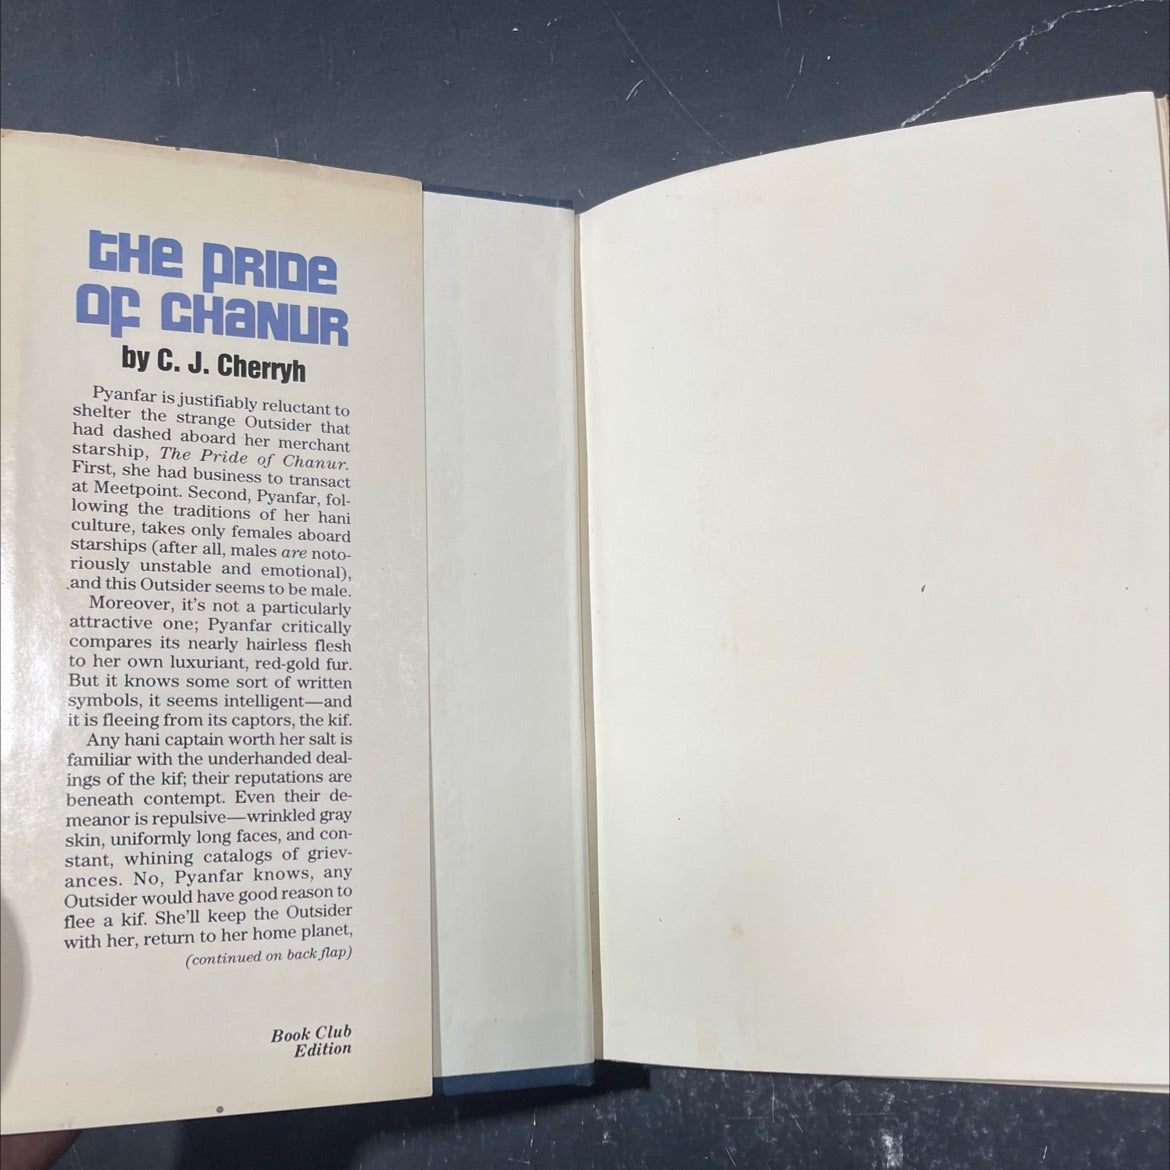 THE PRIDE
OF CHANUR
by C. J. Cherryh
Pyanfar is justifiably reluctant to
shelter the strange Outsider that
had dashed aboard her merchant
starship, The Pride of Chanur.
First, she had business to transact
at Meetpoint. Second, Pyanfar, fol-
lowing the traditions of her hani
culture, takes only females aboard
starships (after all, males are noto-
riously unstable and emotional),
and this Outsider seems to be male.
Moreover, it's not a particularly
attractive one; Pyanfar critically
compares its nearly hairless flesh
to her own luxuriant, red-gold fur.
But it knows some sort of written
symbols, it seems intelligent—and
it is fleeing from its captors, the kif.
Any hani captain worth her salt is
familiar with the underhanded deal-
ings of the kif; their reputations are
beneath contempt. Even their de-
meanor is repulsive—wrinkled gray
skin, uniformly long faces, and con-
stant, whining catalogs of griev-
ances. No, Pyanfar knows, any
Outsider would have good reason to
flee a kif. She'll keep the Outsider
with her, return to her home planet,
(continued on back flap)
Book Club
Edition